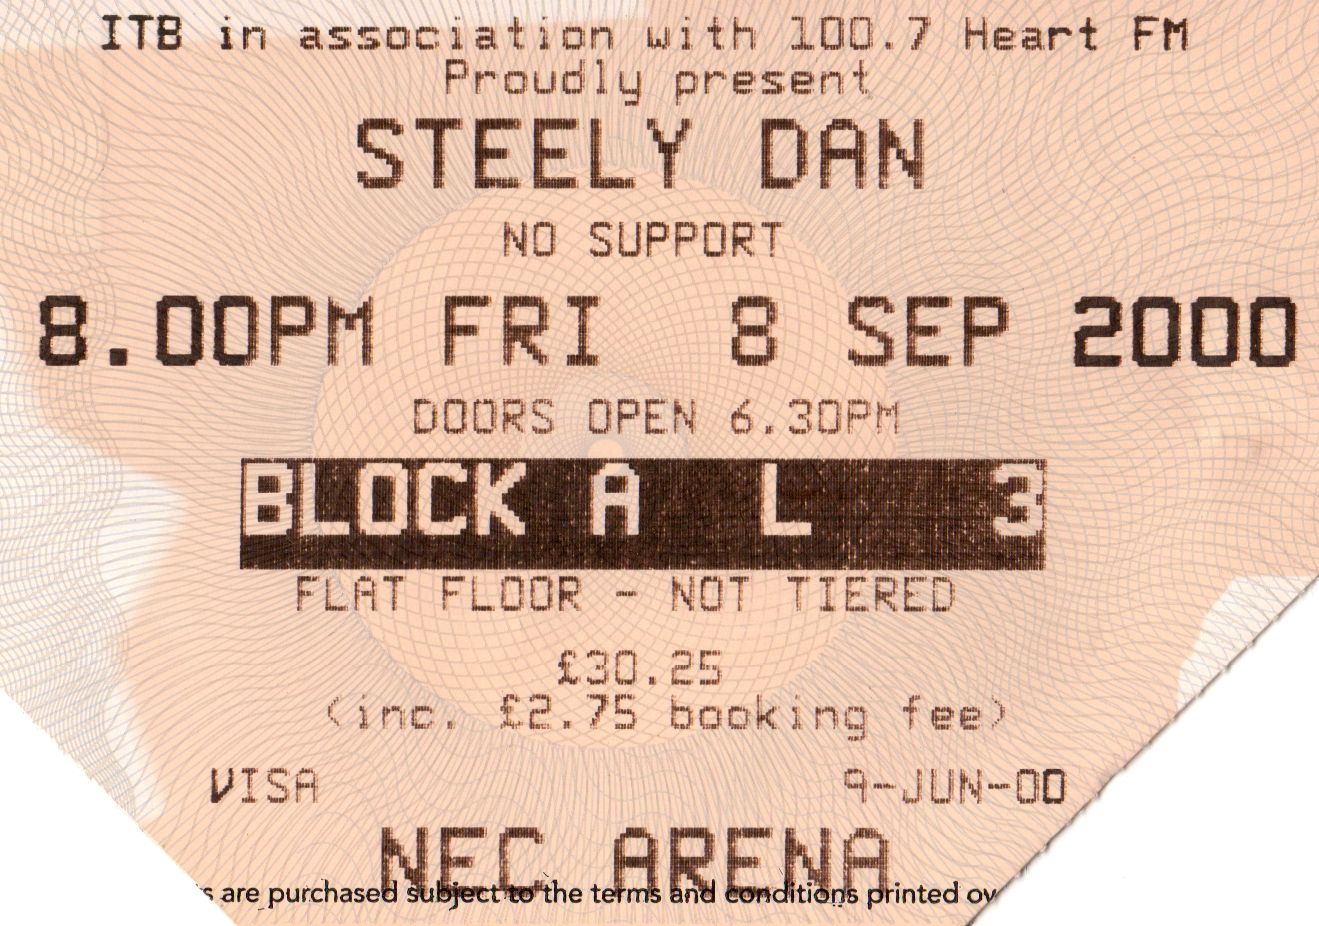 ITB in association with 100.7 Heart FM
Proudly present
STEELY DAN
NO SUPPORT
8.00PM FRI 8 SEP 2000
DOORS OPEN 6.30PM
BLOCK A L 3
FLAT FLOOR - NOT TIERED
£30.25
(inc. £2.75 booking fee)
VISA 9-JUN-00
NEC ARENA
are purchased subject to the terms and conditions printed